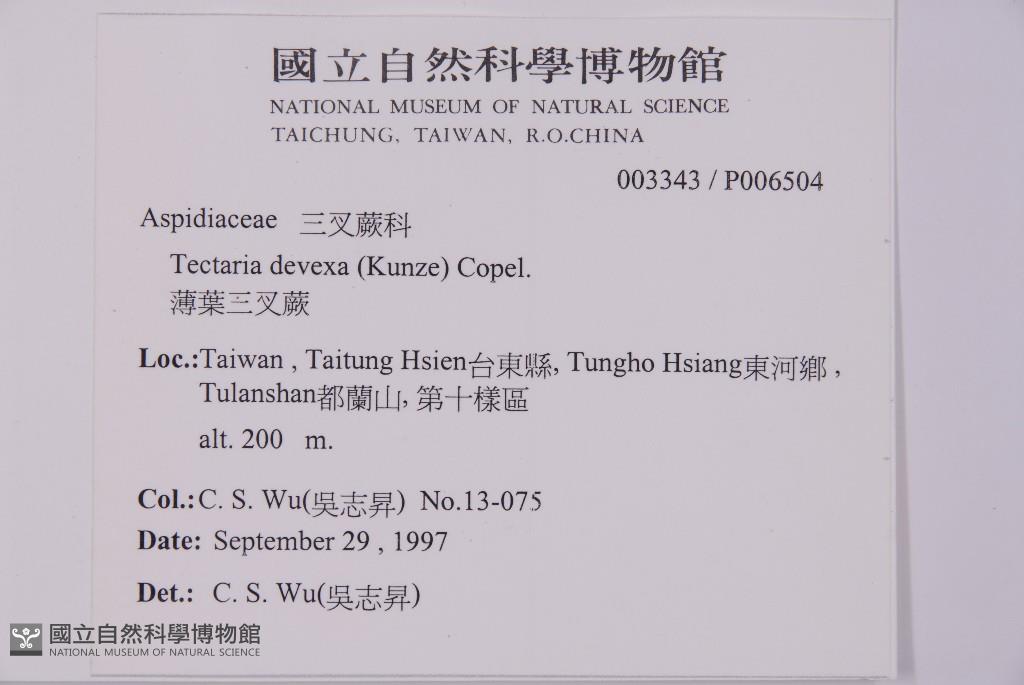 國立自然科學博物館
NATIONAL MUSEUM OF NATURAL SCIENCE
TAICHUNG, TAIWAN, R.O.CHINA
003343 / P006504
Aspidiaceae 三叉蕨科
Tectaria devexa (Kunze) Copel.
薄葉三叉蕨
Loc.:Taiwan , Taitung Hsien台東縣, Tungho Hsiang東河鄉 ,
Tulanshan都蘭山, 第十樣區
alt. 200 m.
Col.: C. S. Wu(吳志昇) No.13-075
Date: September 29 , 1997
Det.: C. S. Wu(吳志昇)
國立自然科學博物館
NATIONAL MUSEUM OF NATURAL SCIENCE